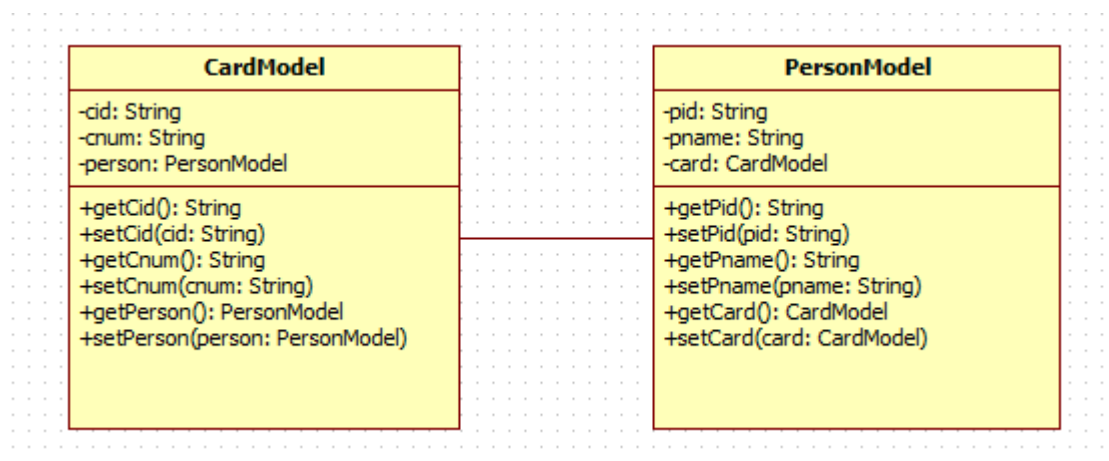 CardModel
-cid: String
-cnum: String
-person: PersonModel
+getCid(): String
+setCid(cid: String)
+getCnum(): String
+setCnum(cnum: String)
+getPerson(): PersonModel
+setPerson(person: PersonModel)
PersonModel
-pid: String
-pname: String
-card: CardModel
+getPid(): String
+setPid(pid: String)
+getPname(): String
+setPname(pname: String)
+getCard(): CardModel
+setCard(card: CardModel)